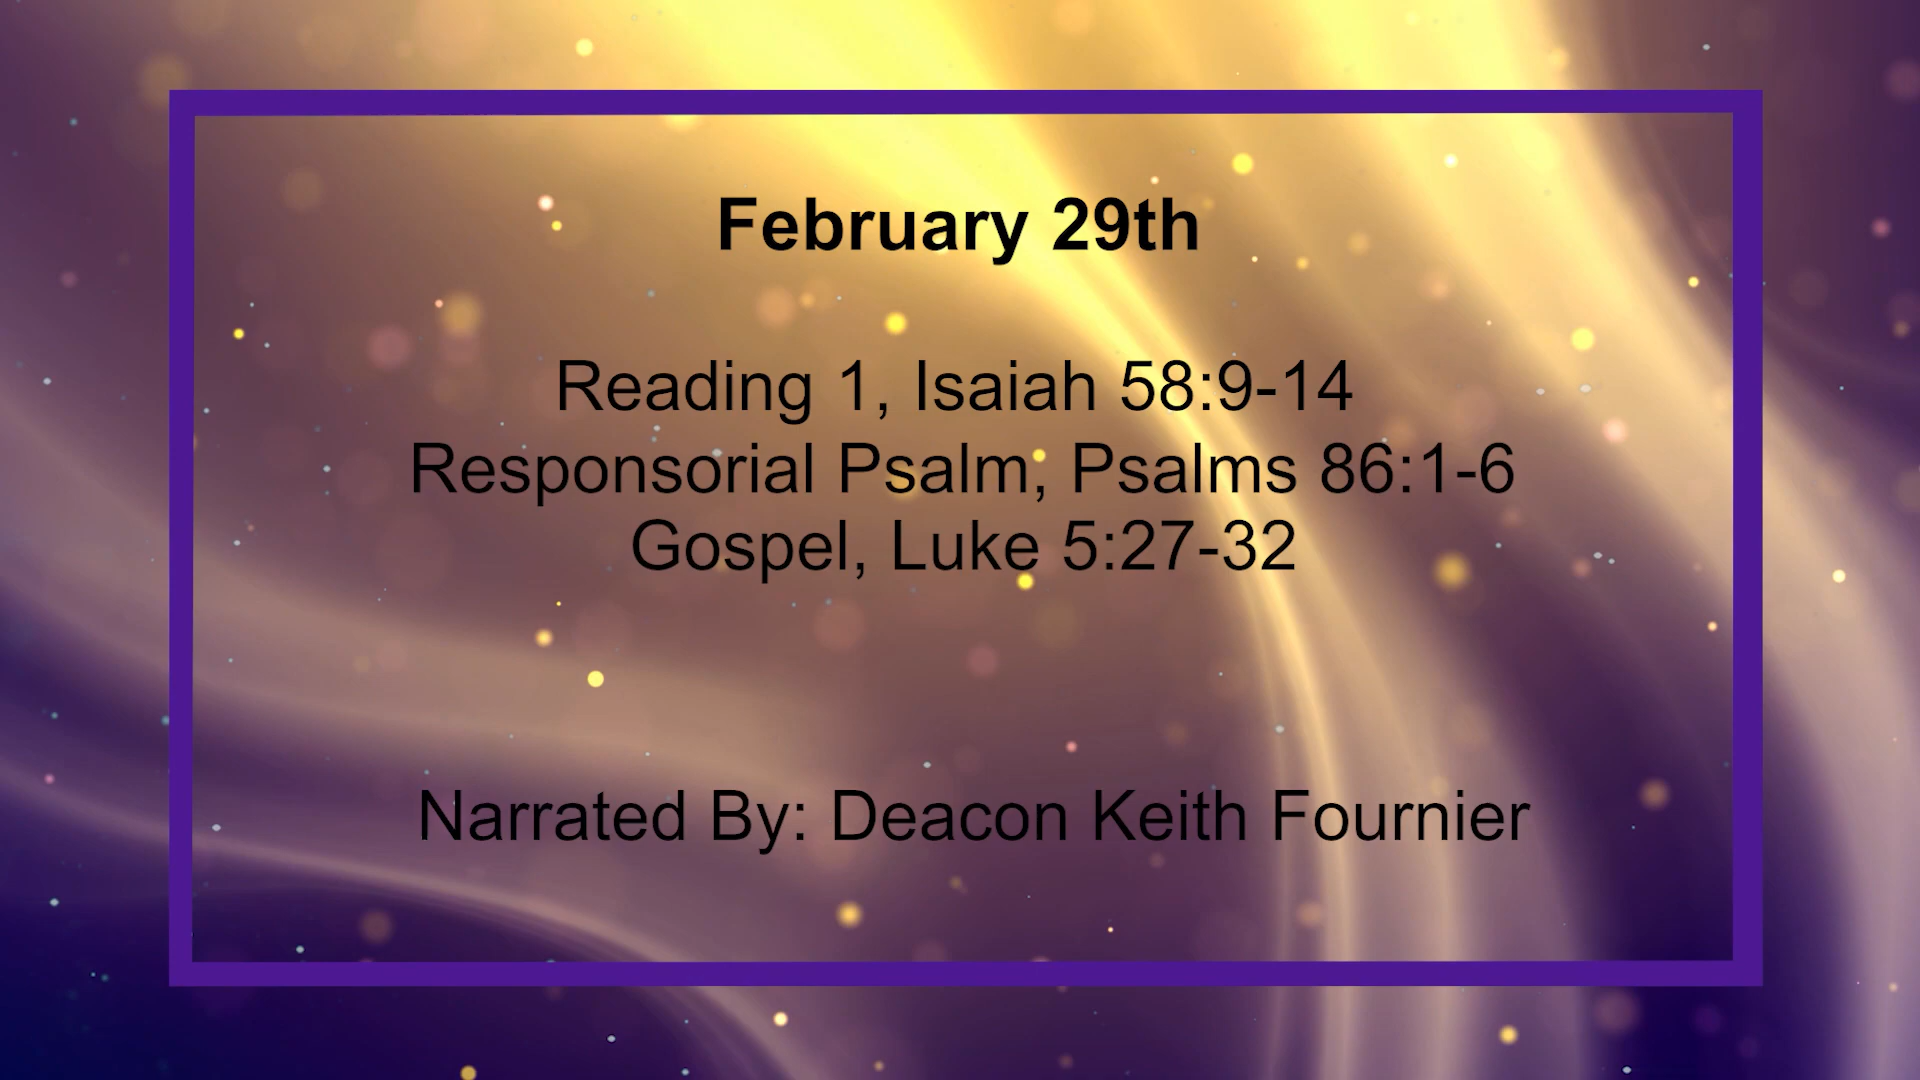 February 29th
Reading 1, Isaiah 58:9-14
Responsorial Psalm, Psalms 86:1-6
Gospel, Luke 5:27-32
Narrated By: Deacon Keith Fournier